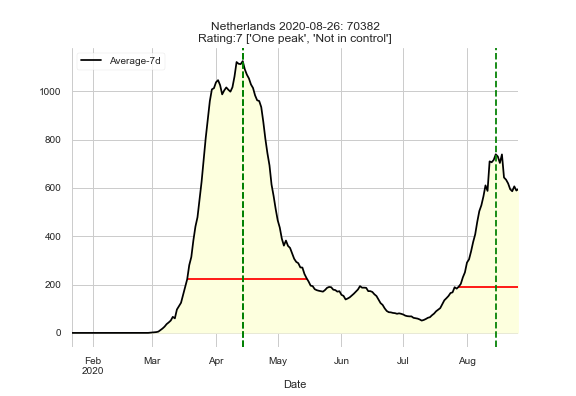 Netherlands 2020-08-26: 70382
Rating:7 ['One peak', 'Not in control']
Average-7d
1000
800
600
400
200
0
Feb Mar Apr May Jun Jul Aug
2020
Date